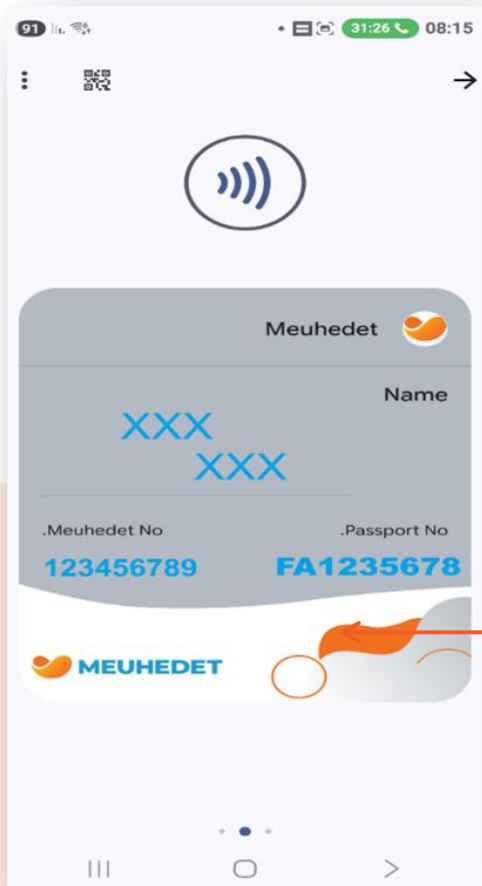 91
31:26
08:15
Meuhedet
Name
XXX
XXX
.Meuhedet No
.Passport No
123456789
FA1235678
MEUHEDET